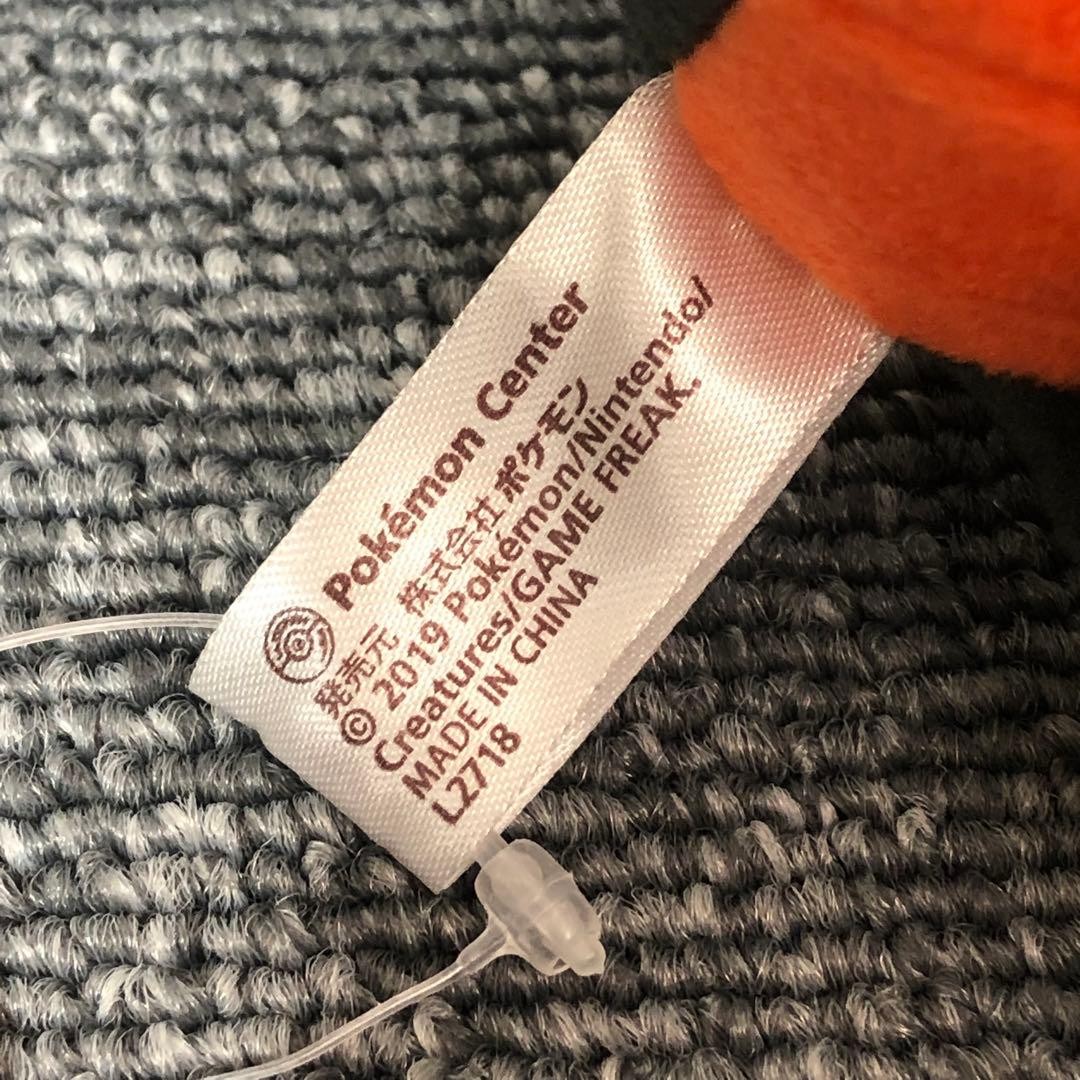 Pokémon Center
発売元 株式会社ポケモン
© 2019 Pokémon/Nintendo/
Creatures/GAME FREAK.
MADE IN CHINA
L2718